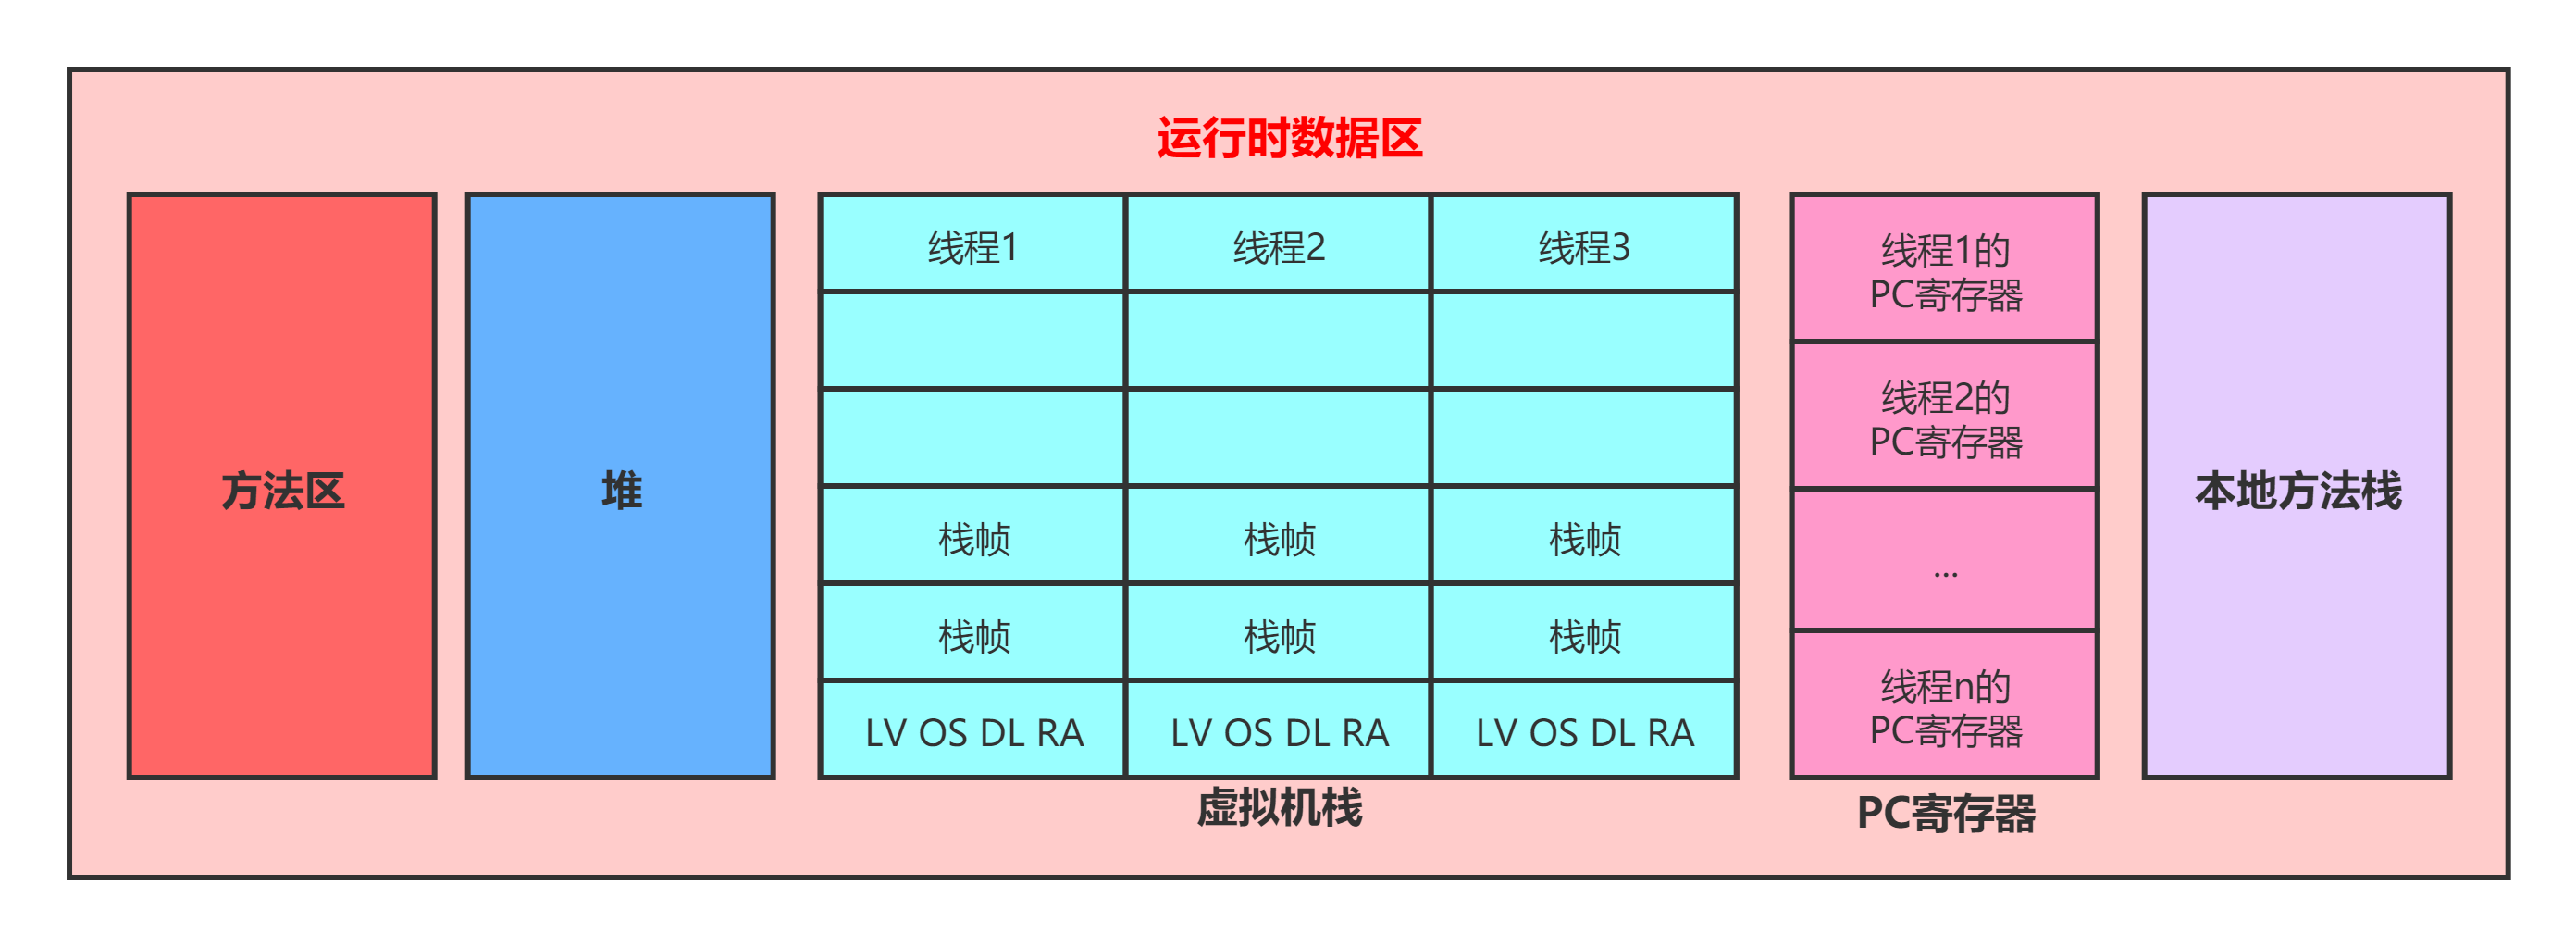 运行时数据区
方法区
堆
线程1
线程2
线程3
栈帧
栈帧
栈帧
栈帧
栈帧
栈帧
LV OS DL RA
LV OS DL RA
LV OS DL RA
虚拟机栈
线程1的
PC寄存器
线程2的
PC寄存器
...
线程n的
PC寄存器
PC寄存器
本地方法栈